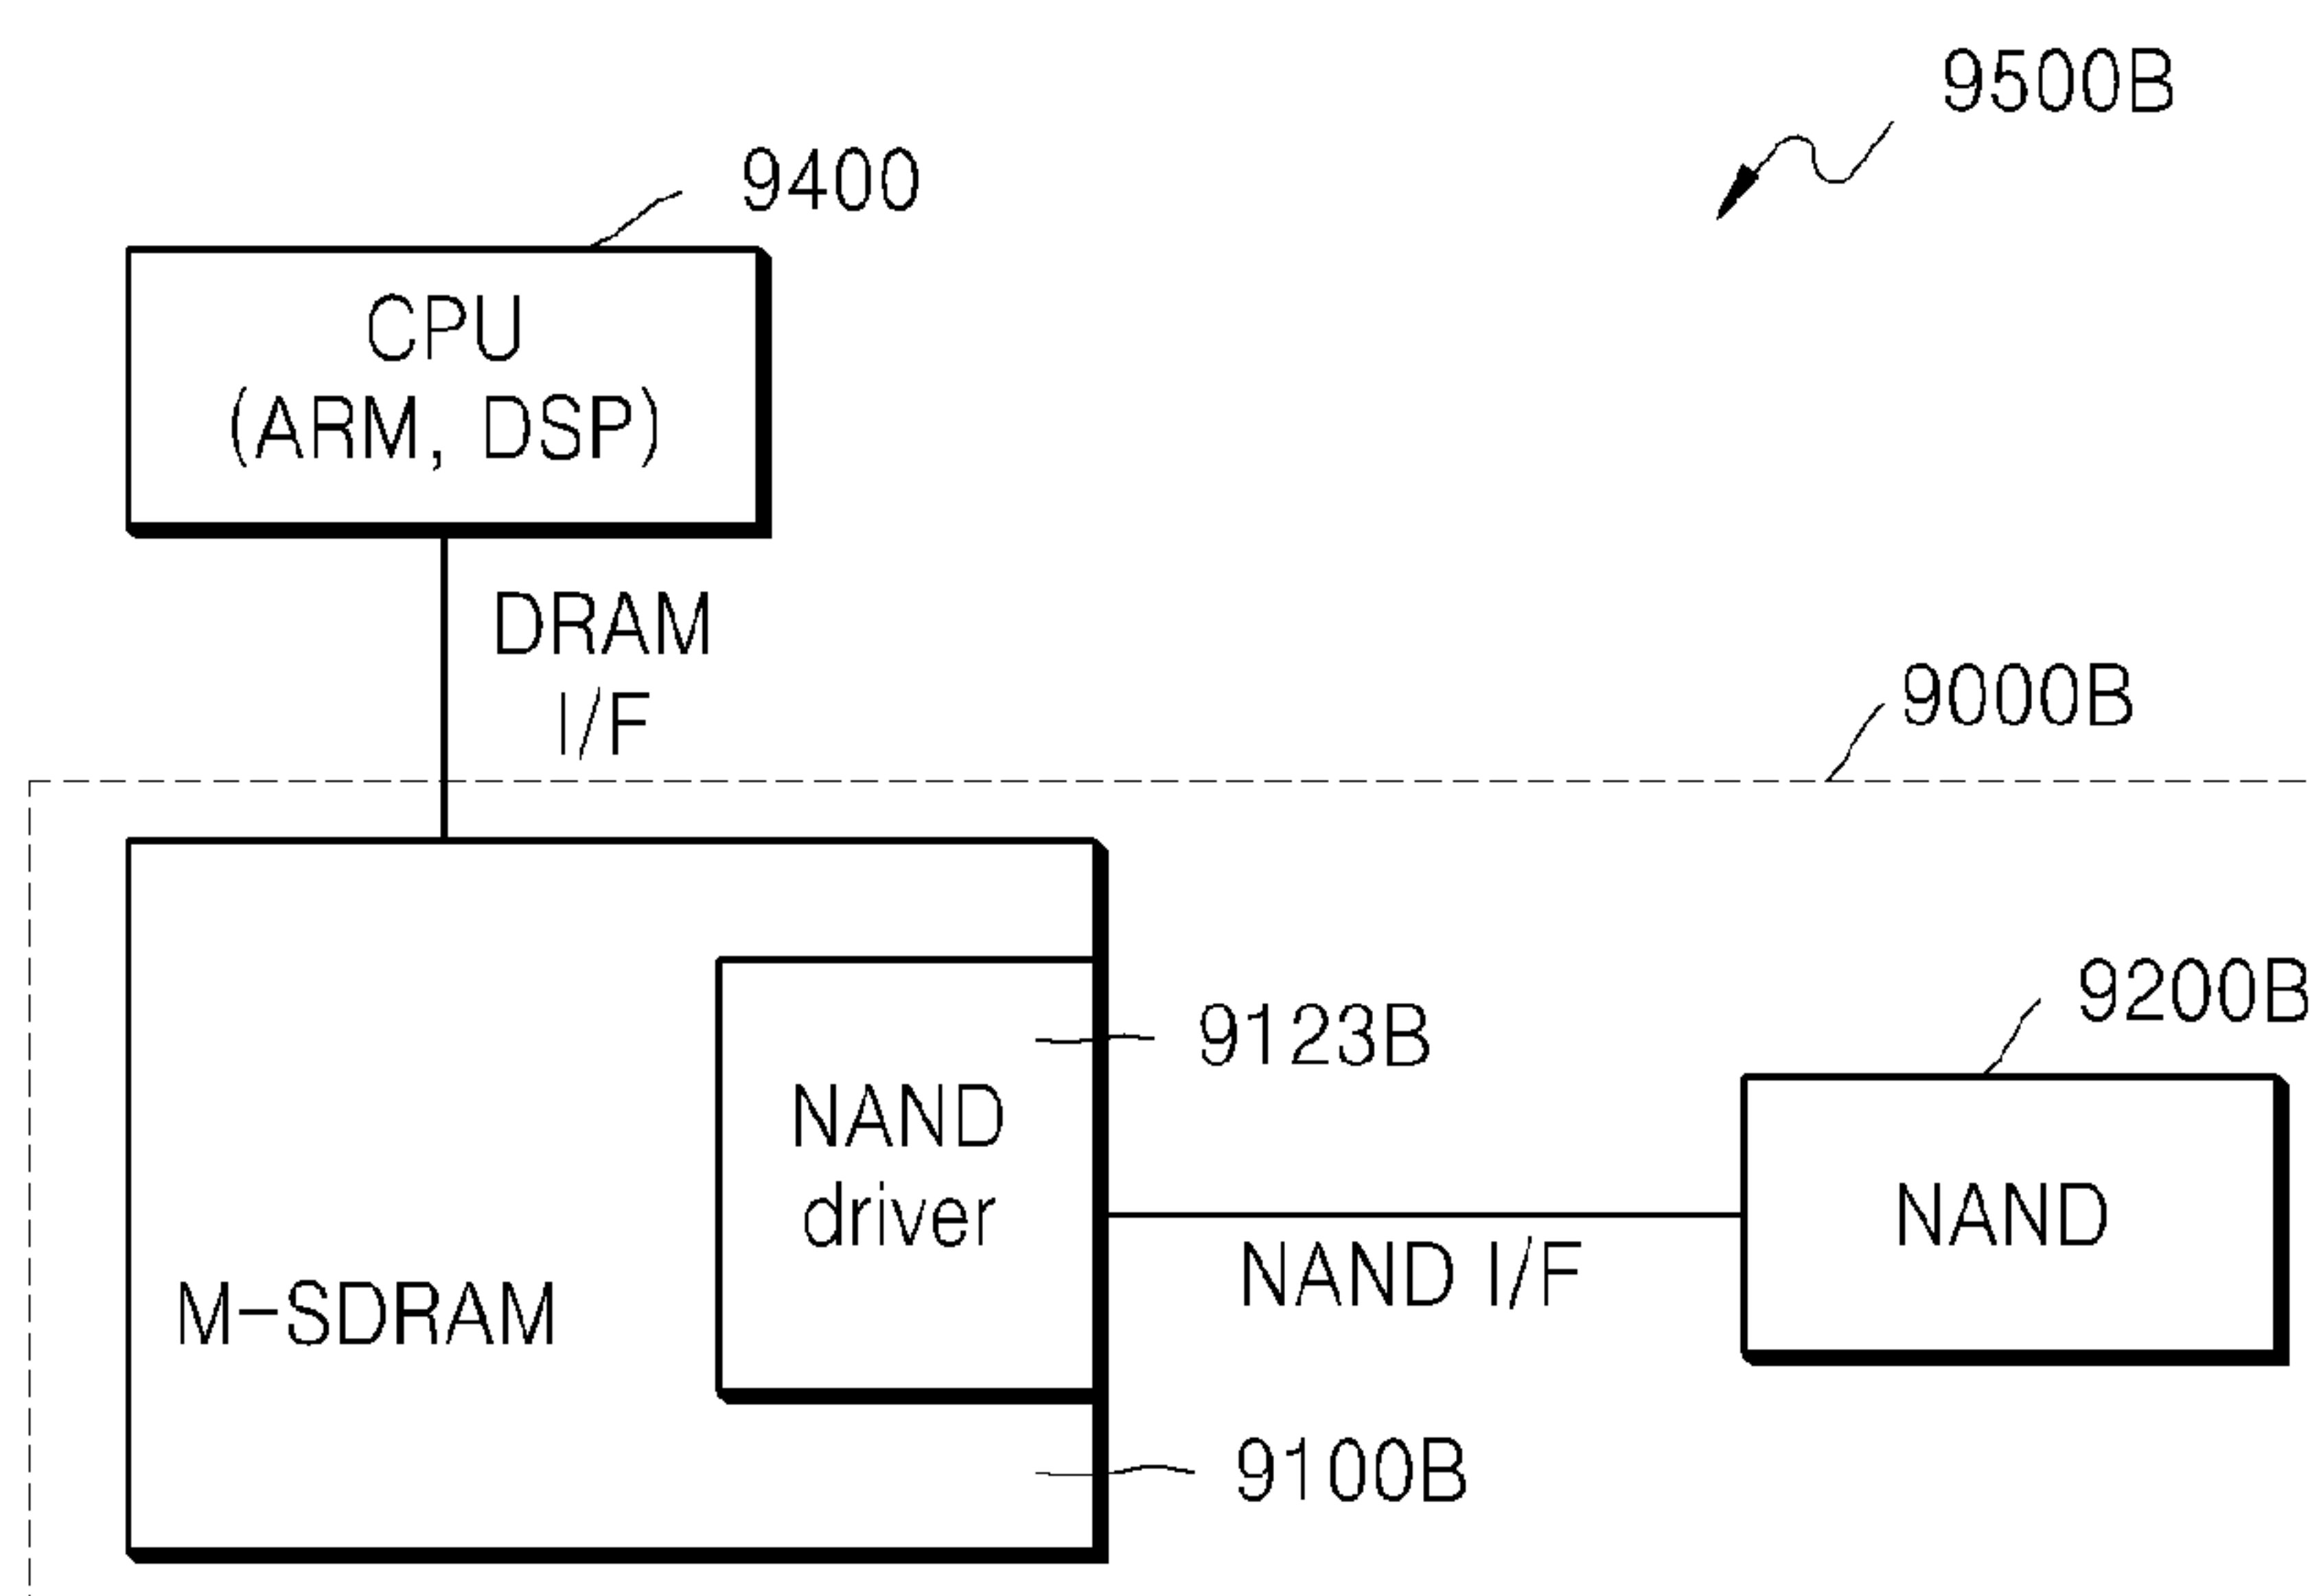 9500B
9400
CPU
(ARM, DSP)
DRAM
I/F
9000B
9200B
9123B
NAND
driver
NAND
NAND I/F
M-SDRAM
9100B